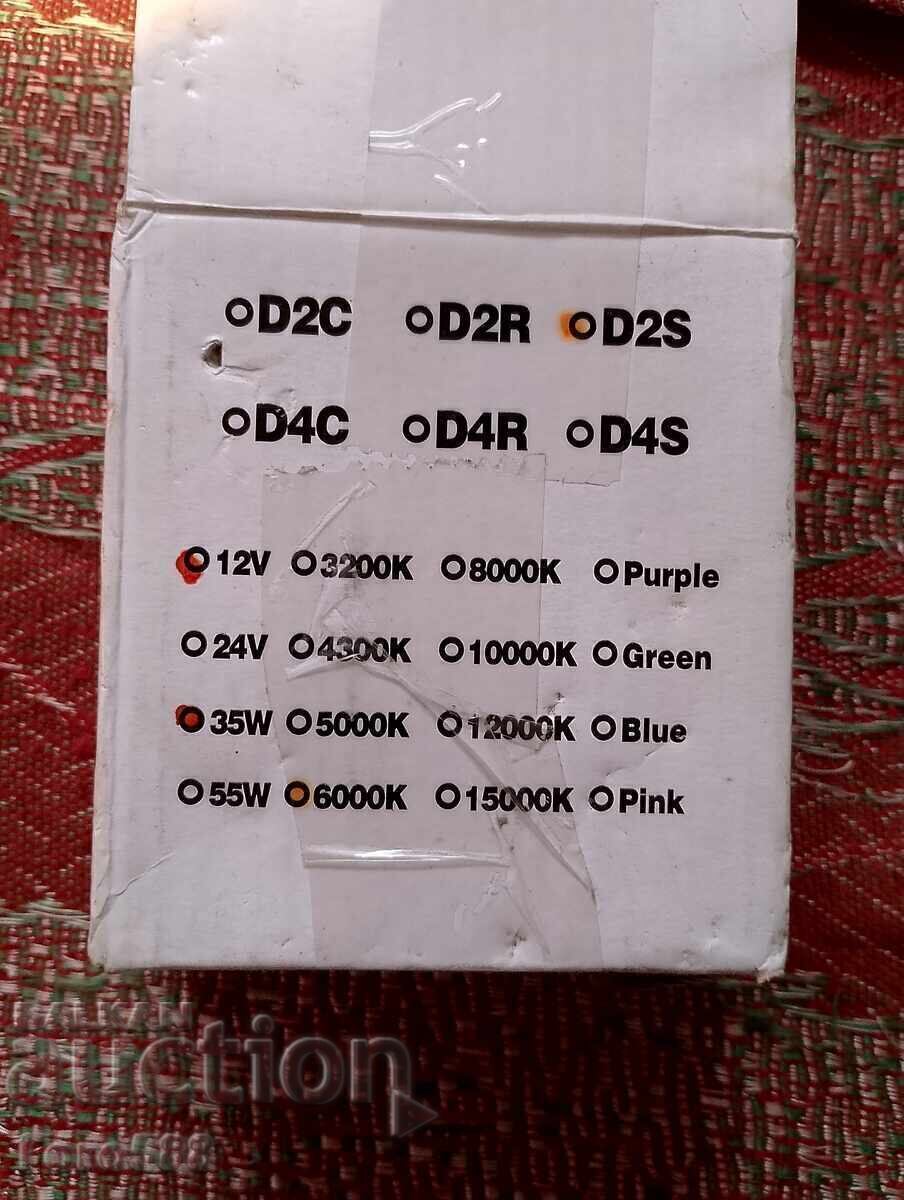 D2C D2R D2S
D4C D4R D4S
12V 3200K 8000K Purple
24V 4300K 10000K Green
35W 5000K 12000K Blue
55W 6000K 15000K Pink
BALKAN
auction